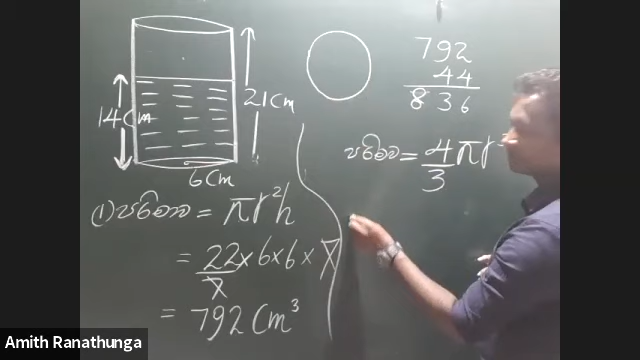 14Cm
21Cm
6Cm
792
44
836
(1) පරිමාව = πr²h
= 22/7 × 6 × 6 × 7
= 792 Cm³
පරිමාව = 4/3 πr
Amith Ranathunga